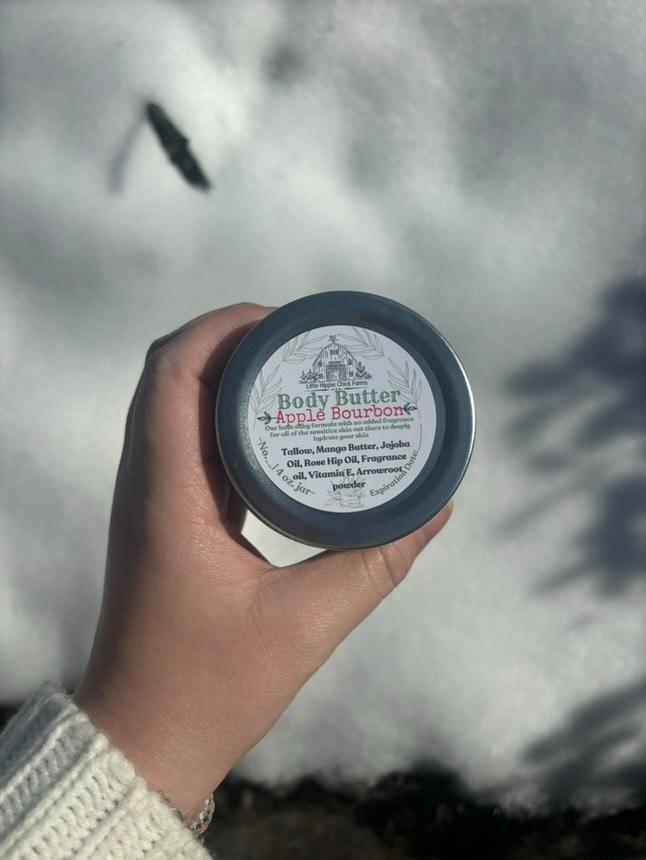 Little Hippie Chick Farms
Body Butter
Apple Bourbon
Our base daily formula with no added fragrance
for all of the sensitive skin out there to deeply
hydrate your skin
Tallow, Mango Butter, Jojoba
Oil, Rose Hip Oil, Fragrance
oil, Vitamin E, Arrowroot
powder
4 oz. jar
Expiration Date: